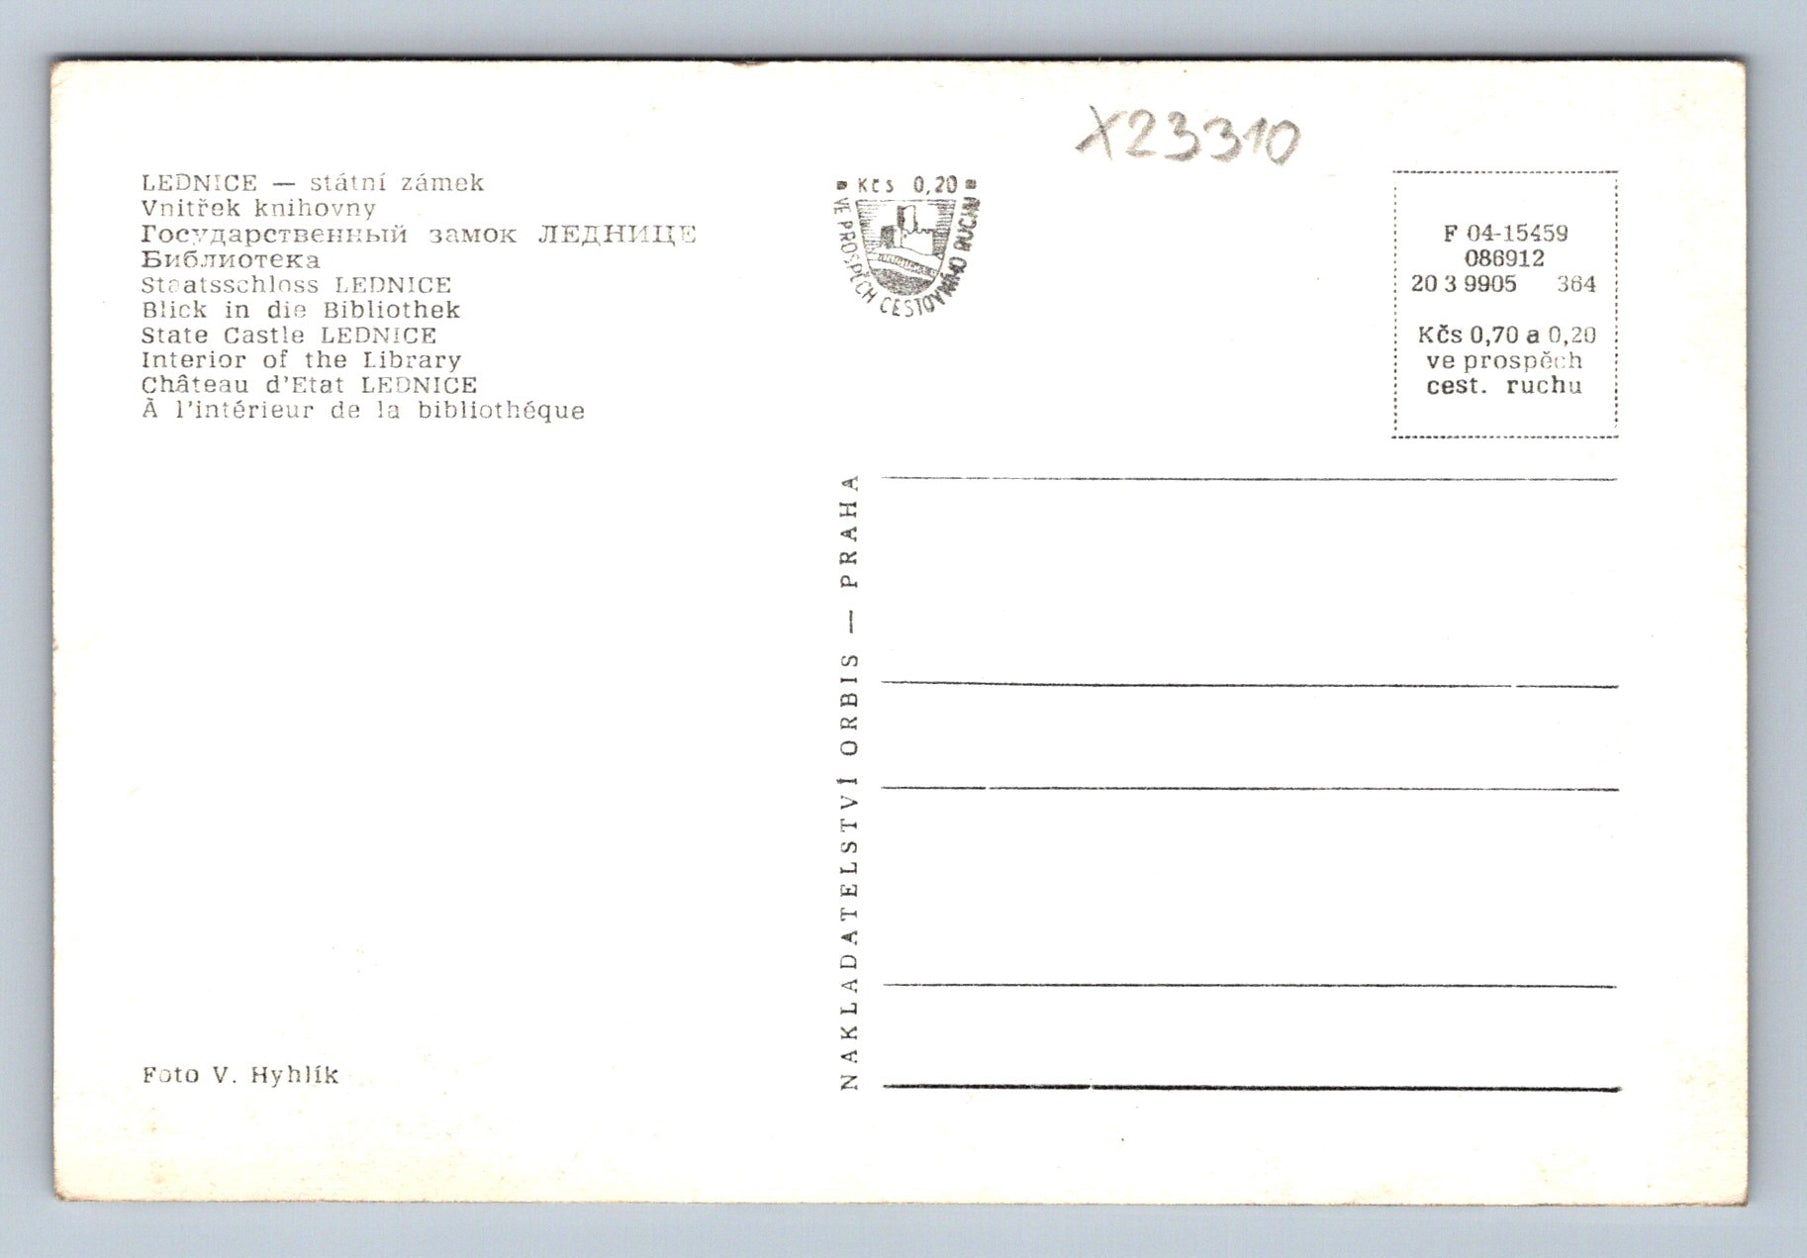 X23310
LEDNICE — státní zámek
Vnitřek knihovny
Государственный замок ЛЕДНИЦЕ
Библиотека
Staatsschloss LEDNICE
Blick in die Bibliothek
State Castle LEDNICE
Interior of the Library
Château d'Etat LEDNICE
À l'intérieur de la bibliothéque
Kčs 0,20
VE PROSPĚCH CESTOVNÍHO RUCHU
F 04-15459
086912
20 3 9905 364
Kčs 0,70 a 0,20
ve prospěch
cest. ruchu
NAKLADATELSTVÍ ORBIS — PRAHA
Foto V. Hyhlík